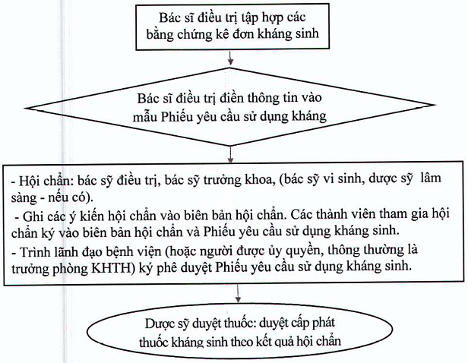 Bác sĩ điều trị tập hợp các
bằng chứng kê đơn kháng sinh
Bác sĩ điều trị điền thông tin vào
mẫu Phiếu yêu cầu sử dụng kháng
- Hội chẩn: bác sỹ điều trị, bác sỹ trưởng khoa, (bác sỹ vi sinh, dược sỹ lâm
sàng - nếu có).
- Ghi các ý kiến hội chẩn vào biên bản hội chẩn. Các thành viên tham gia hội
chẩn ký vào biên bản hội chẩn và Phiếu yêu cầu sử dụng kháng sinh.
- Trình lãnh đạo bệnh viện (hoặc người được ủy quyền, thông thường là
trưởng phòng KHTH) ký phê duyệt Phiếu yêu cầu sử dụng kháng sinh.
Dược sỹ duyệt thuốc: duyệt cấp phát
thuốc kháng sinh theo kết quả hội chẩn